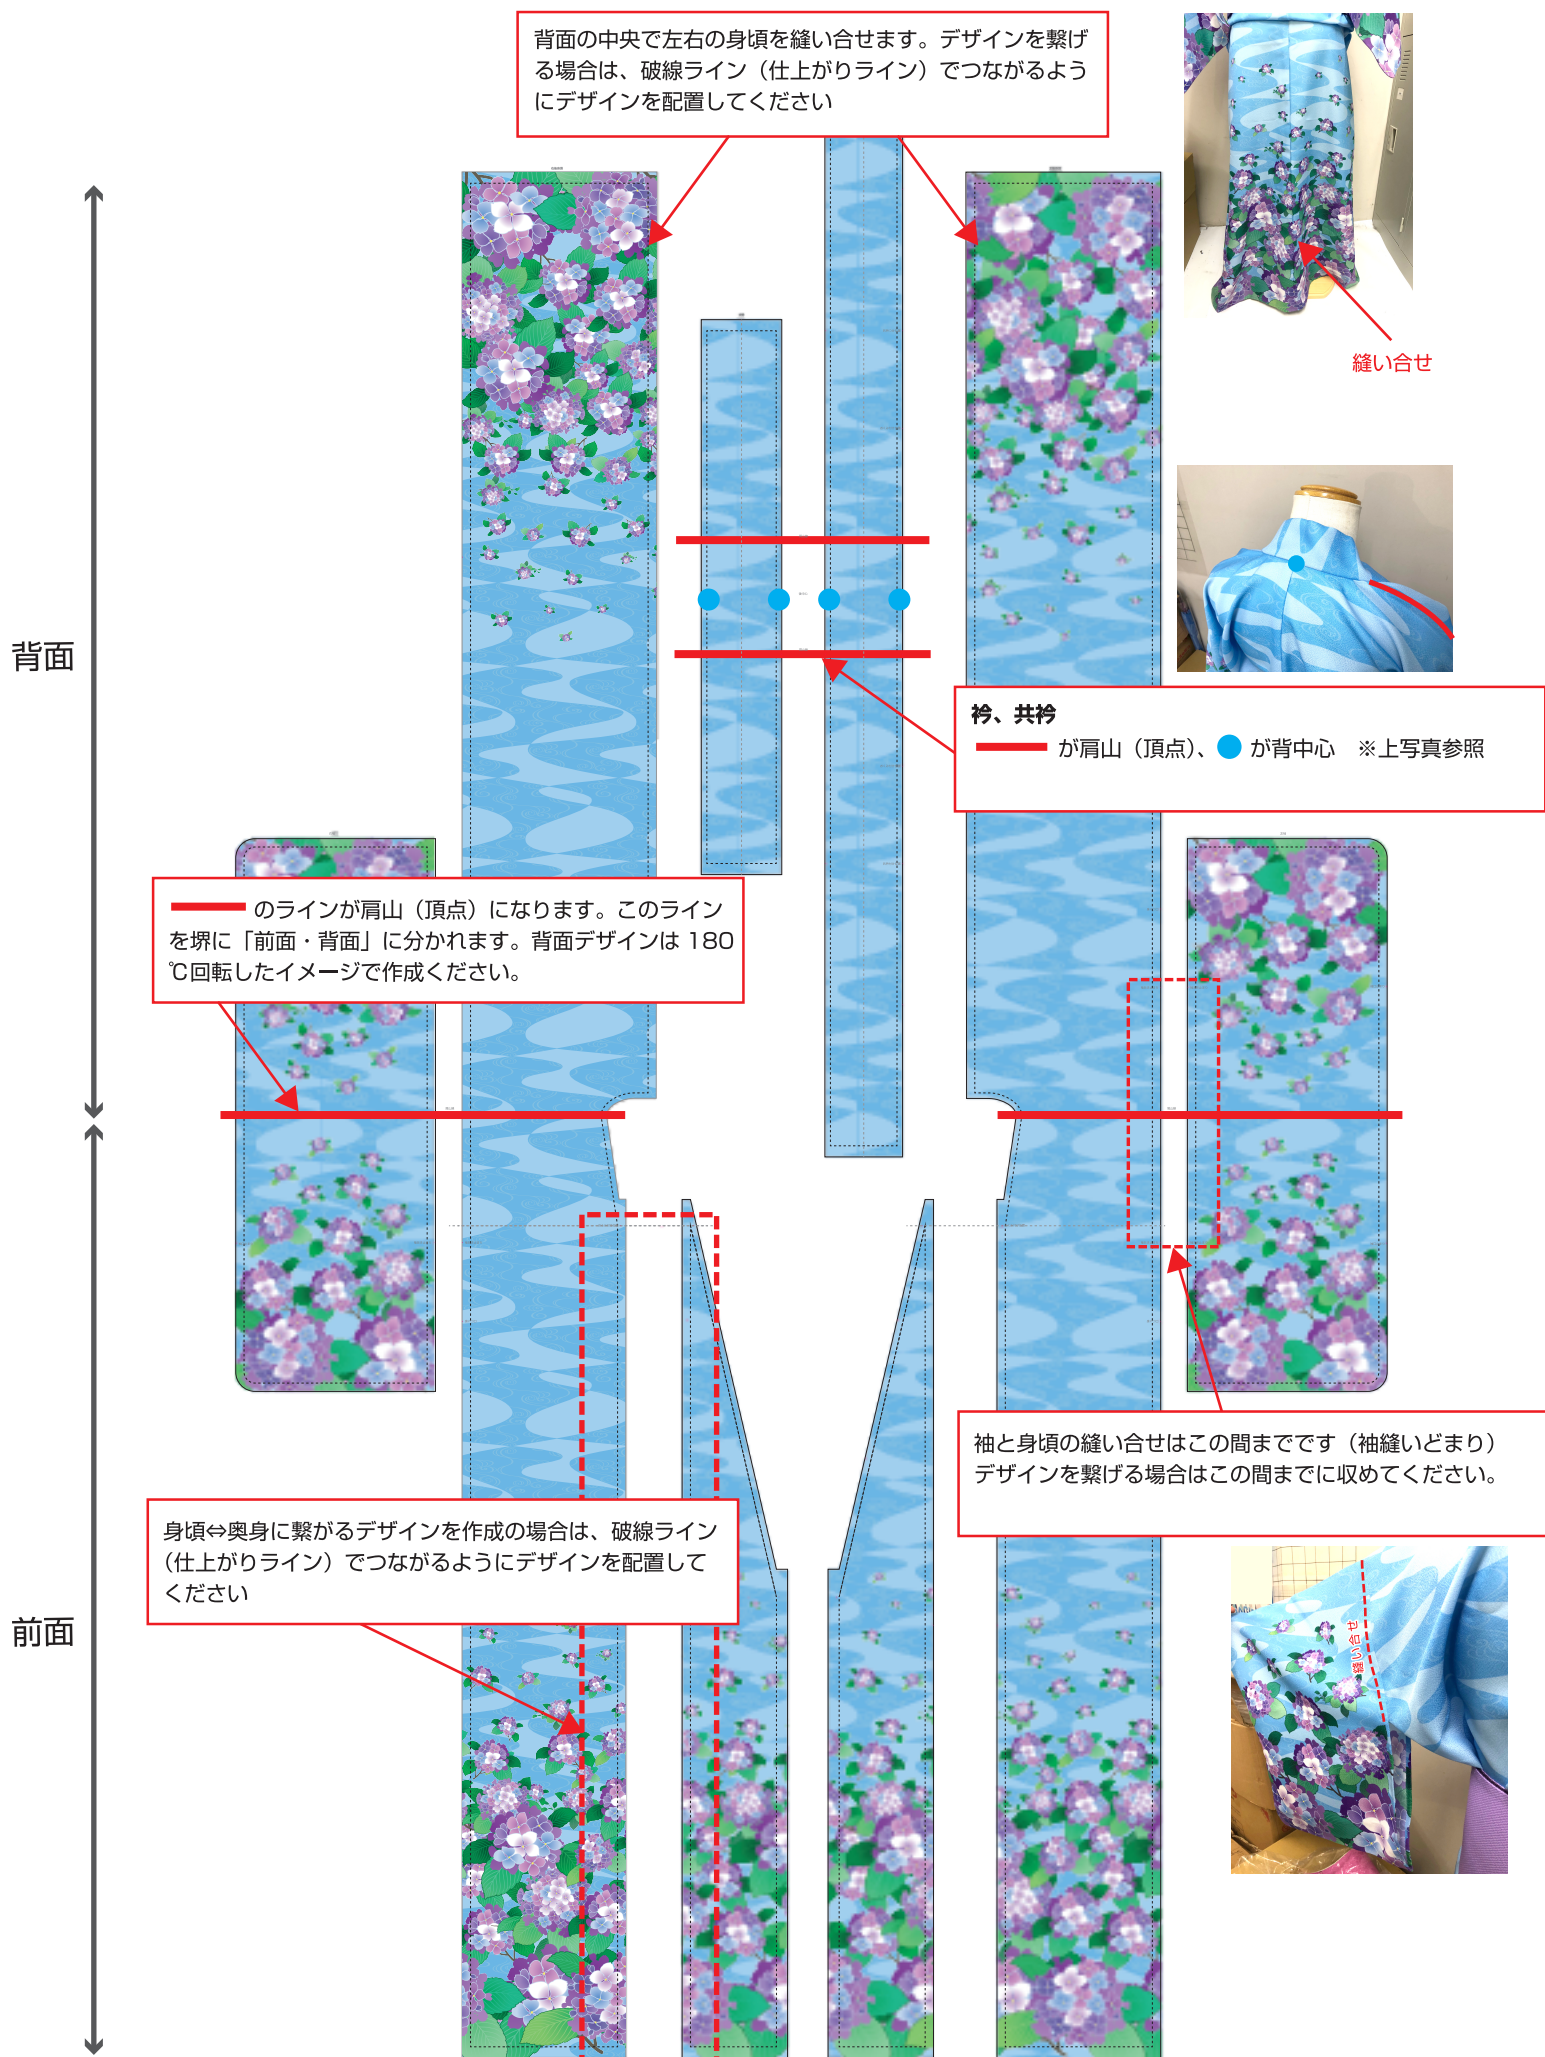 背面の中央で左右の身頃を縫い合せます。デザインを繋げ
る場合は、破線ライン（仕上がりライン）でつながるよう
にデザインを配置してください
縫い合せ
背面
衿、共衿
が肩山（頂点）、が背中心　※上写真参照
のラインが肩山（頂点）になります。このライン
を堺に「前面・背面」に分かれます。背面デザインは 180
℃回転したイメージで作成ください。
袖と身頃の縫い合せはこの間までです（袖縫いどまり）
デザインを繋げる場合はこの間までに収めてください。
身頃⇔奥身に繋がるデザインを作成の場合は、破線ライン
（仕上がりライン）でつながるようにデザインを配置して
ください
前面
縫い合せ